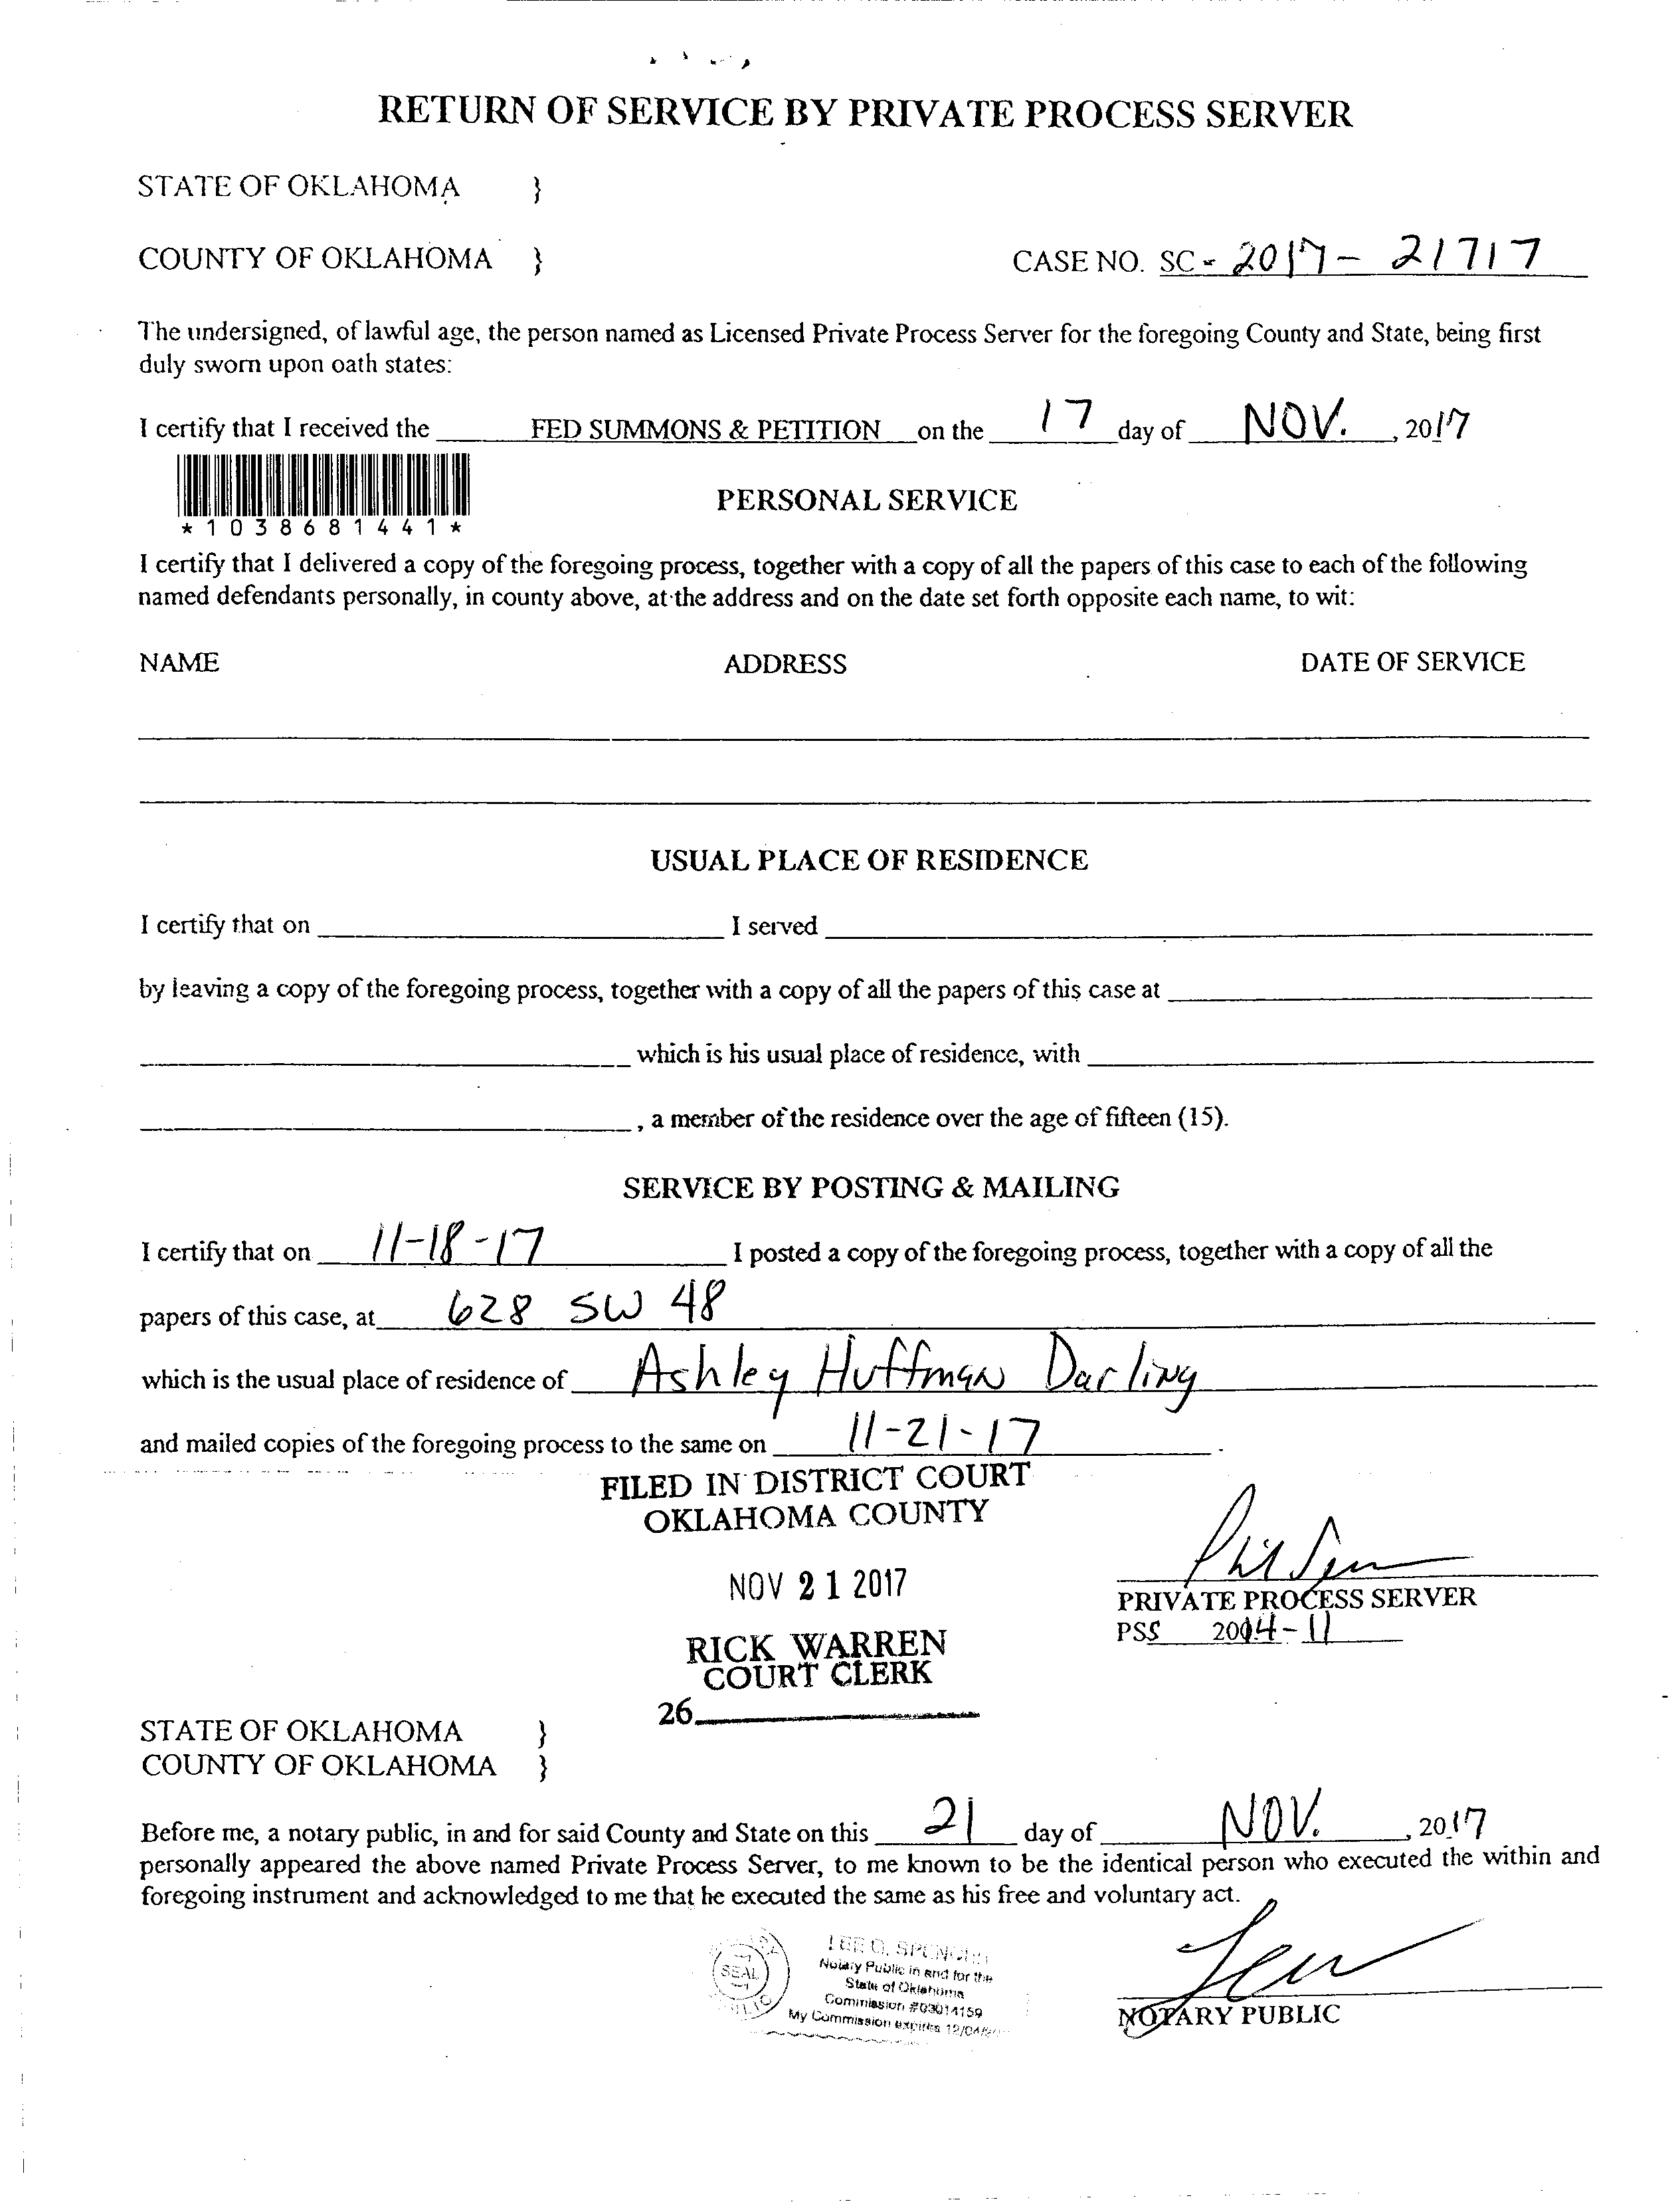 RETURN OF SERVICE BY PRIVATE PROCESS SERVER
STATE OF OKLAHOMA }
COUNTY OF OKLAHOMA } CASE NO. SC - 2017 - 21717
The undersigned, of lawful age, the person named as Licensed Private Process Server for the foregoing County and State, being first
duly sworn upon oath states:
I certify that I received the FED SUMMONS & PETITION on the 17 day of NOV. , 2017
*1038681441*
PERSONAL SERVICE
I certify that I delivered a copy of the foregoing process, together with a copy of all the papers of this case to each of the following
named defendants personally, in county above, at the address and on the date set forth opposite each name, to wit:
NAME ADDRESS DATE OF SERVICE
USUAL PLACE OF RESIDENCE
I certify that on I served
by leaving a copy of the foregoing process, together with a copy of all the papers of this case at
which is his usual place of residence, with
, a member of the residence over the age of fifteen (15).
SERVICE BY POSTING & MAILING
I certify that on 11-18-17 I posted a copy of the foregoing process, together with a copy of all the
papers of this case, at 628 SW 48
which is the usual place of residence of Ashley Huffman Darling
and mailed copies of the foregoing process to the same on 11-21-17 .
FILED IN DISTRICT COURT
OKLAHOMA COUNTY
NOV 21 2017
RICK WARREN
COURT CLERK
26
PRIVATE PROCESS SERVER
PSS 2004-11
STATE OF OKLAHOMA }
COUNTY OF OKLAHOMA }
Before me, a notary public, in and for said County and State on this 21 day of NOV. , 2017
personally appeared the above named Private Process Server, to me known to be the identical person who executed the within and
foregoing instrument and acknowledged to me that he executed the same as his free and voluntary act.
SEAL
Notary Public in and for the
State of Oklahoma
Commission #03014159
My Commission expires
NOTARY PUBLIC